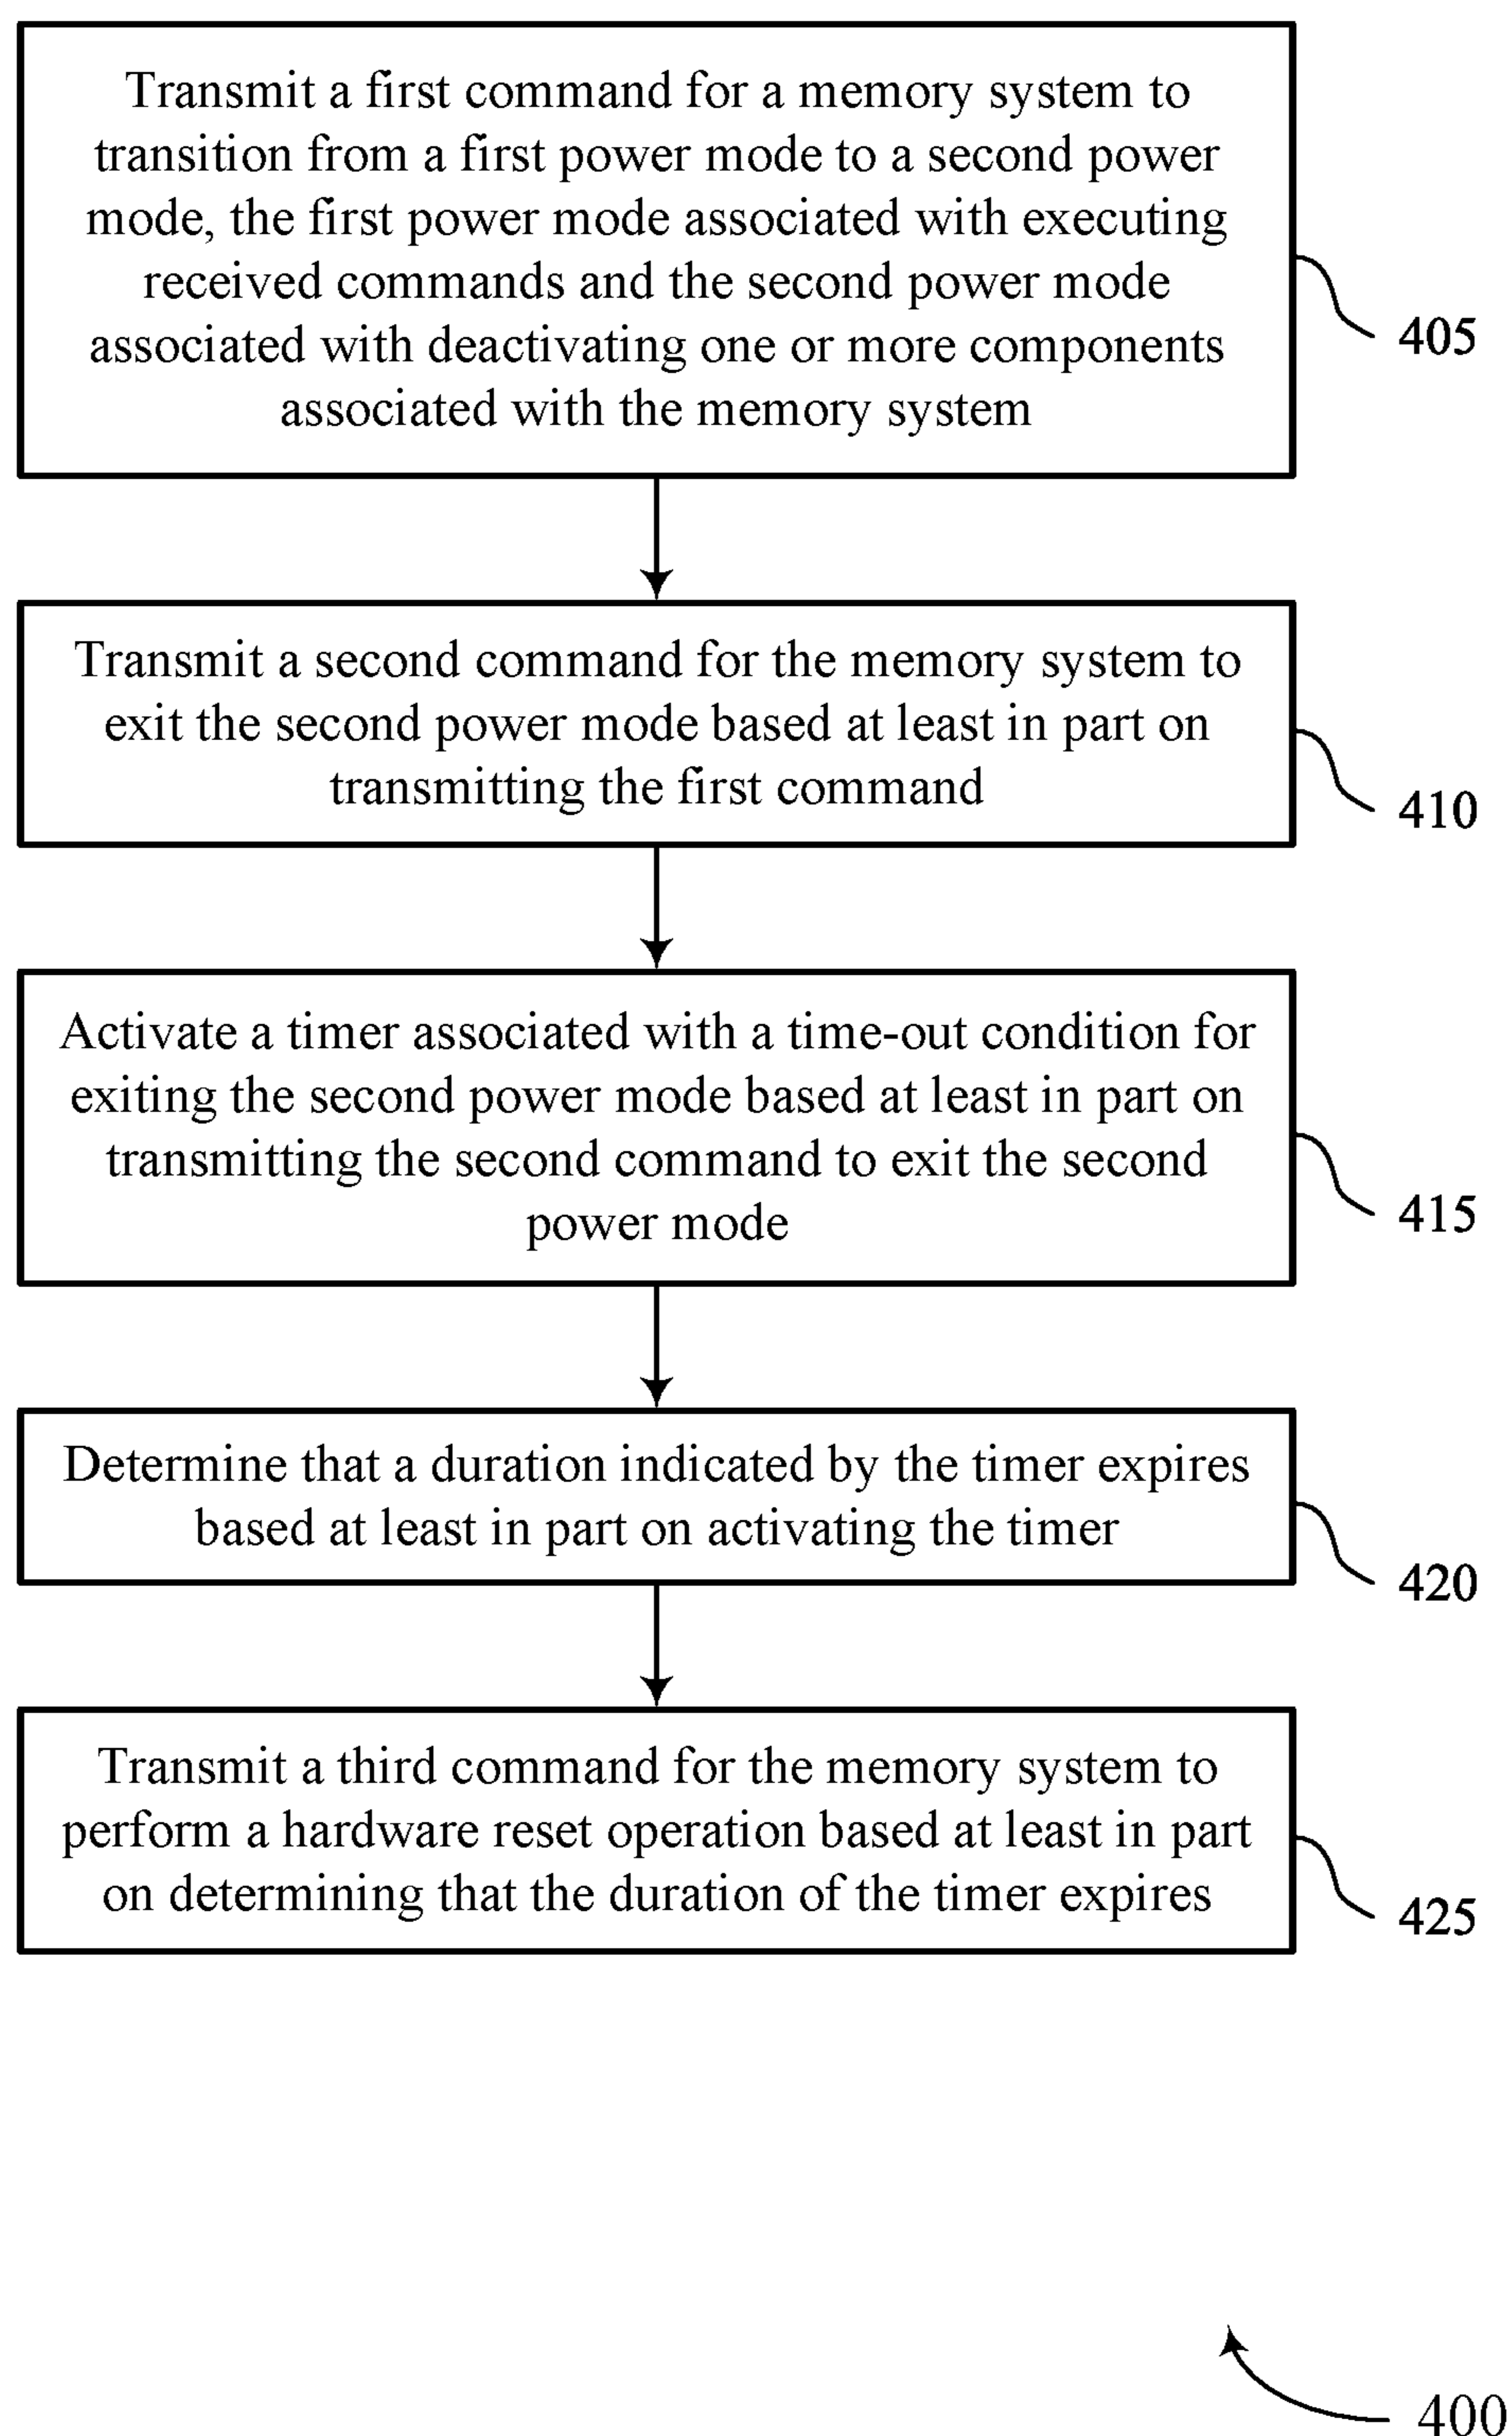 Transmit a first command for a memory system to
transition from a first power mode to a second power
mode, the first power mode associated with executing
received commands and the second power mode
associated with deactivating one or more components
associated with the memory system
405
Transmit a second command for the memory system to
exit the second power mode based at least in part on
transmitting the first command
410
Activate a timer associated with a time-out condition for
exiting the second power mode based at least in part on
transmitting the second command to exit the second
power mode
415
Determine that a duration indicated by the timer expires
based at least in part on activating the timer
420
Transmit a third command for the memory system to
perform a hardware reset operation based at least in part
on determining that the duration of the timer expires
425
400